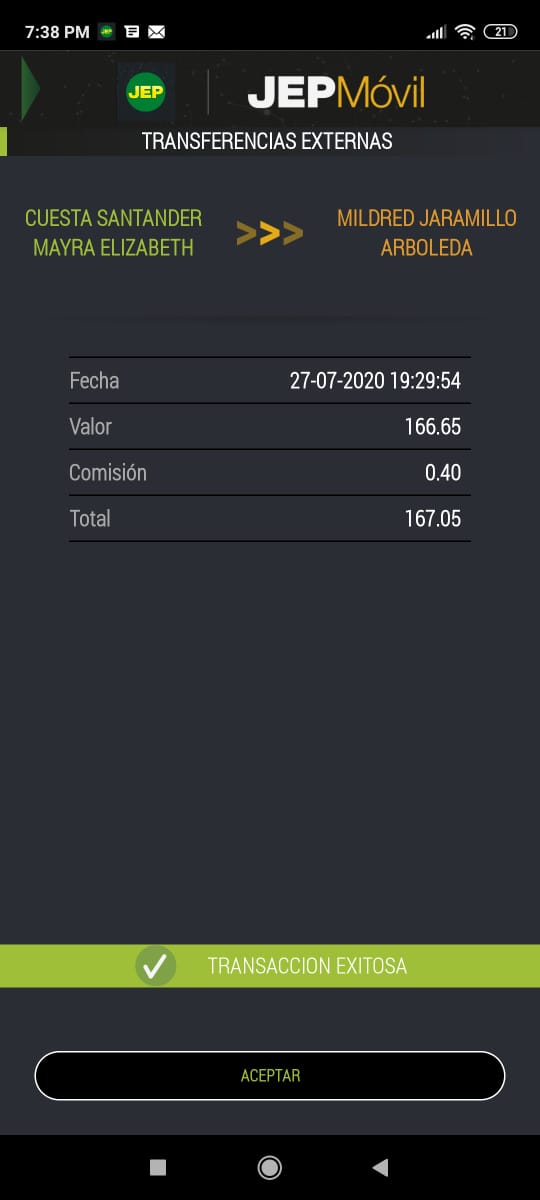 7:38 PM
21
JEP
JEPMóvil
TRANSFERENCIAS EXTERNAS
CUESTA SANTANDER
MAYRA ELIZABETH
>>>
MILDRED JARAMILLO
ARBOLEDA
Fecha 27-07-2020 19:29:54
Valor 166.65
Comisión 0.40
Total 167.05
TRANSACCION EXITOSA
ACEPTAR